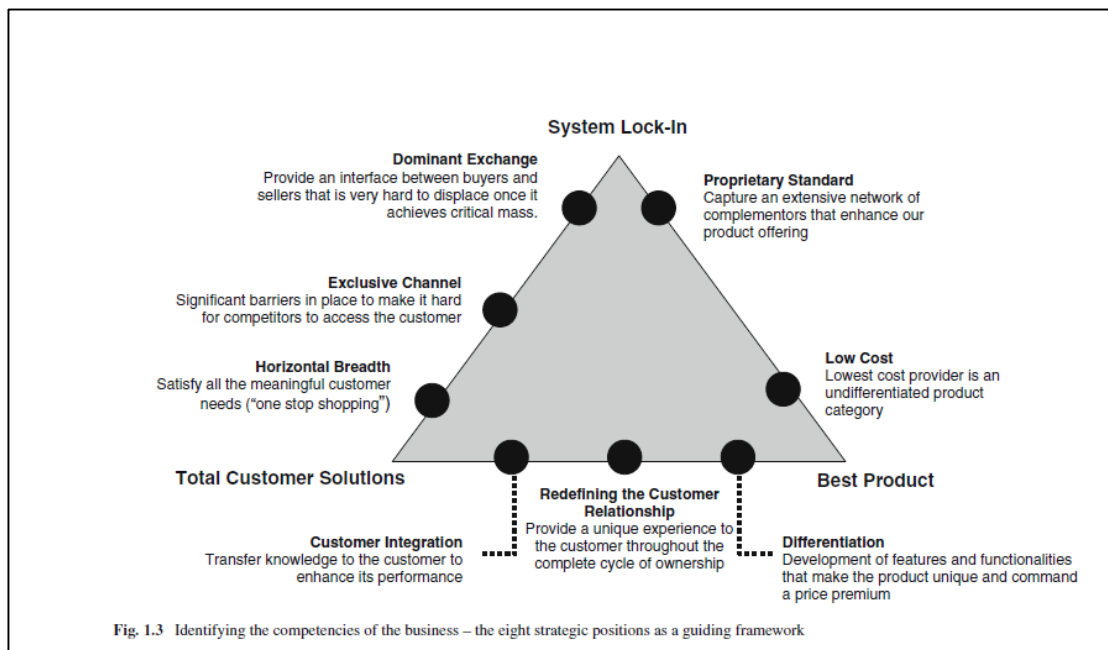 System Lock-In
Dominant Exchange
Provide an interface between buyers and
sellers that is very hard to displace once it
achieves critical mass.
Proprietary Standard
Capture an extensive network of
complementors that enhance our
product offering
Exclusive Channel
Significant barriers in place to make it hard
for competitors to access the customer
Horizontal Breadth
Satisfy all the meaningful customer
needs ("one stop shopping")
Low Cost
Lowest cost provider is an
undifferentiated product
category
Total Customer Solutions
Best Product
Redefining the Customer
Relationship
Provide a unique experience to
the customer throughout the
complete cycle of ownership
Customer Integration
Transfer knowledge to the customer to
enhance its performance
Differentiation
Development of features and functionalities
that make the product unique and command
a price premium
Fig. 1.3 Identifying the competencies of the business – the eight strategic positions as a guiding framework